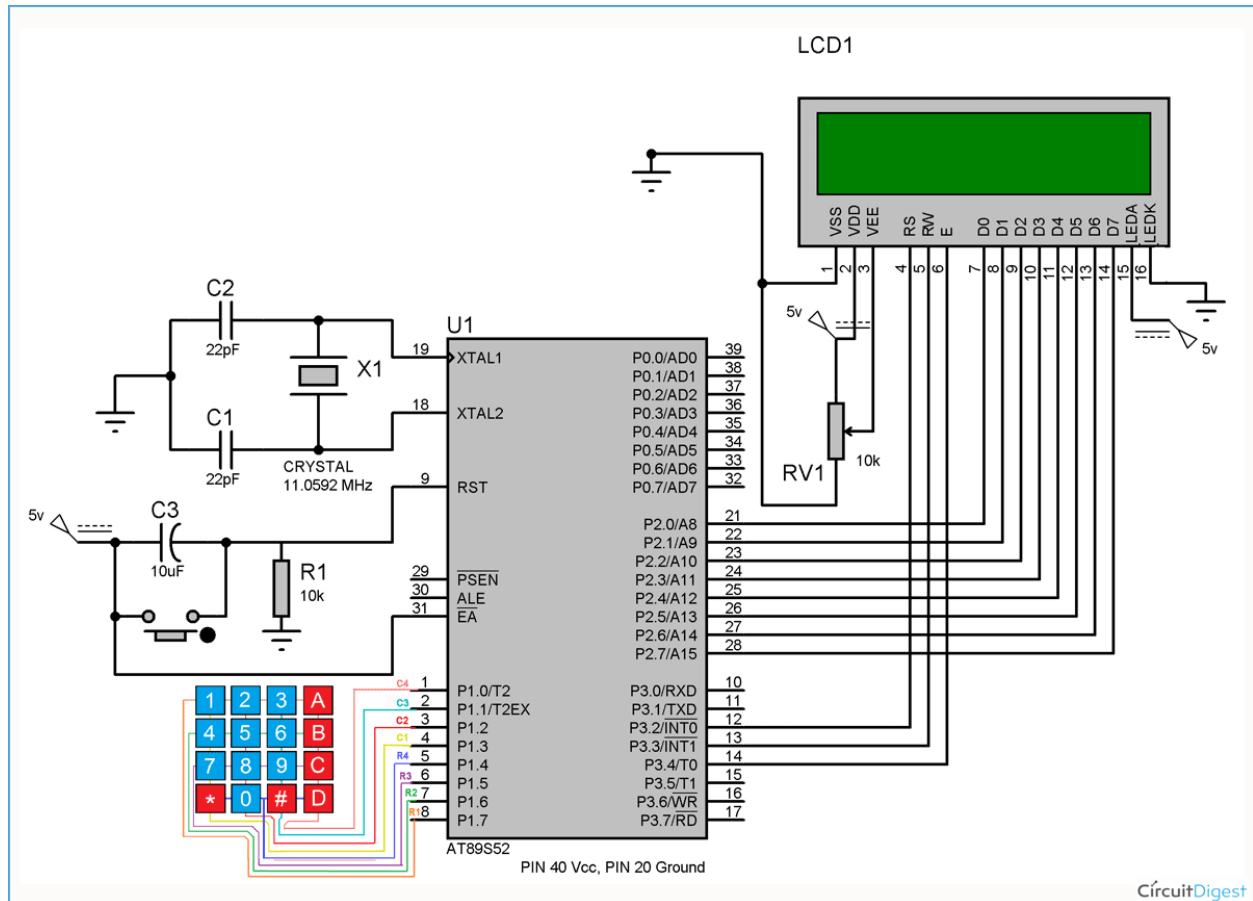 LCD1
VSS
VDD
VEE
RS
RW
E
D0
D1
D2
D3
D4
D5
D6
D7
LEDA
LEDK
1
2
3
4
5
6
7
8
9
10
11
12
13
14
15
16
5v
5v
RV1
10k
C2
22pF
X1
C1
22pF
CRYSTAL
11.0592 MHz
5v
C3
10uF
R1
10k
U1
19 XTAL1
18 XTAL2
9 RST
29 PSEN
30 ALE
31 EA
C4 1 P1.0/T2
C3 2 P1.1/T2EX
C2 3 P1.2
C1 4 P1.3
R4 5 P1.4
R3 6 P1.5
R2 7 P1.6
R1 8 P1.7
P0.0/AD0 39
P0.1/AD1 38
P0.2/AD2 37
P0.3/AD3 36
P0.4/AD4 35
P0.5/AD5 34
P0.6/AD6 33
P0.7/AD7 32
P2.0/A8 21
P2.1/A9 22
P2.2/A10 23
P2.3/A11 24
P2.4/A12 25
P2.5/A13 26
P2.6/A14 27
P2.7/A15 28
P3.0/RXD 10
P3.1/TXD 11
P3.2/INT0 12
P3.3/INT1 13
P3.4/T0 14
P3.5/T1 15
P3.6/WR 16
P3.7/RD 17
1 2 3 A
4 5 6 B
7 8 9 C
* 0 # D
AT89S52
PIN 40 Vcc, PIN 20 Ground
CircuitDigest